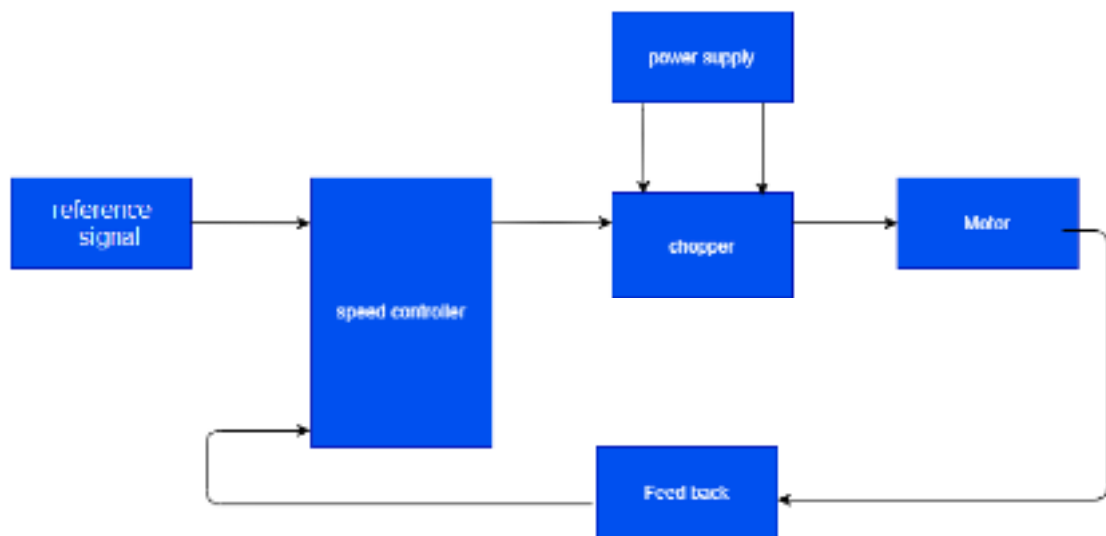 power supply
reference
signal
speed controller
chopper
Motor
Feed back